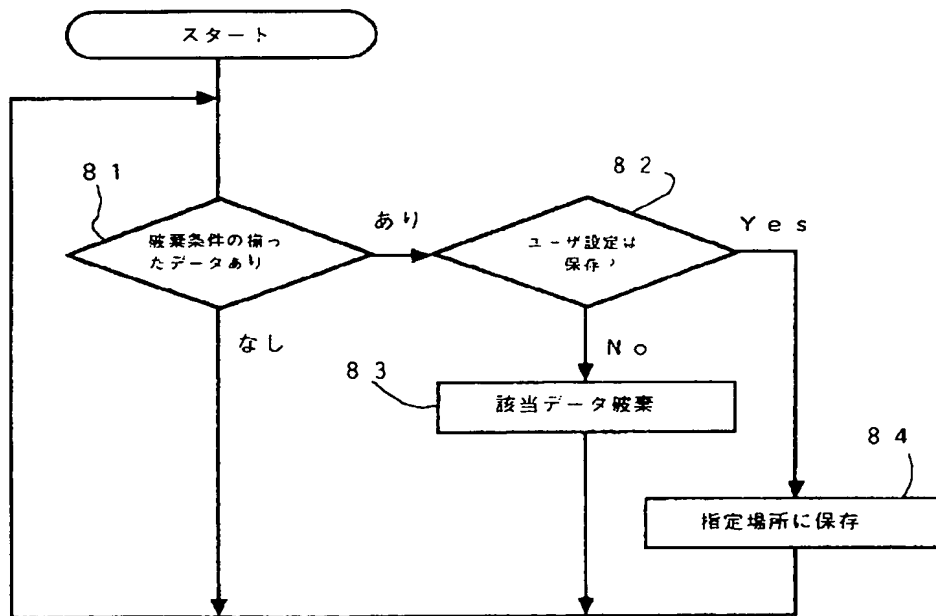 スタート
81
破棄条件の揃っ
たデータあり
あり
82
ユーザ設定は
保存?
Yes
なし
No
83
該当データ破棄
84
指定場所に保存